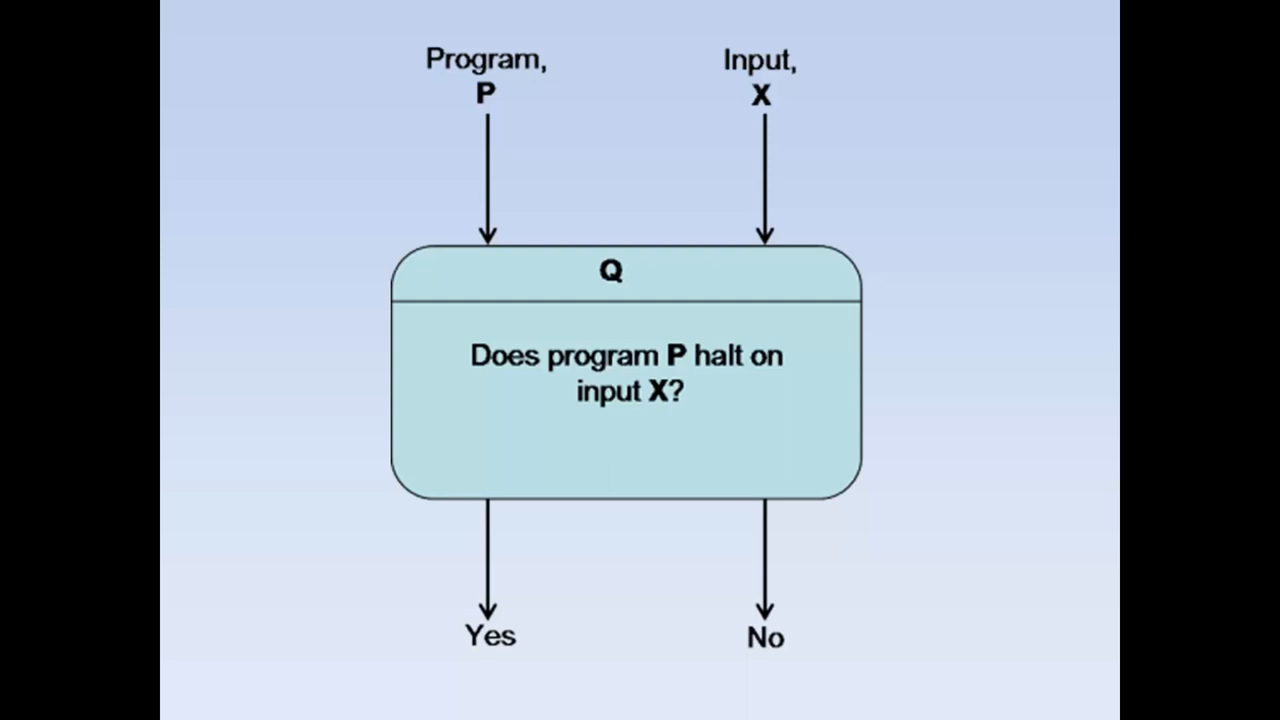 Program,
P
Input,
X
Q
Does program P halt on
input X?
Yes
No